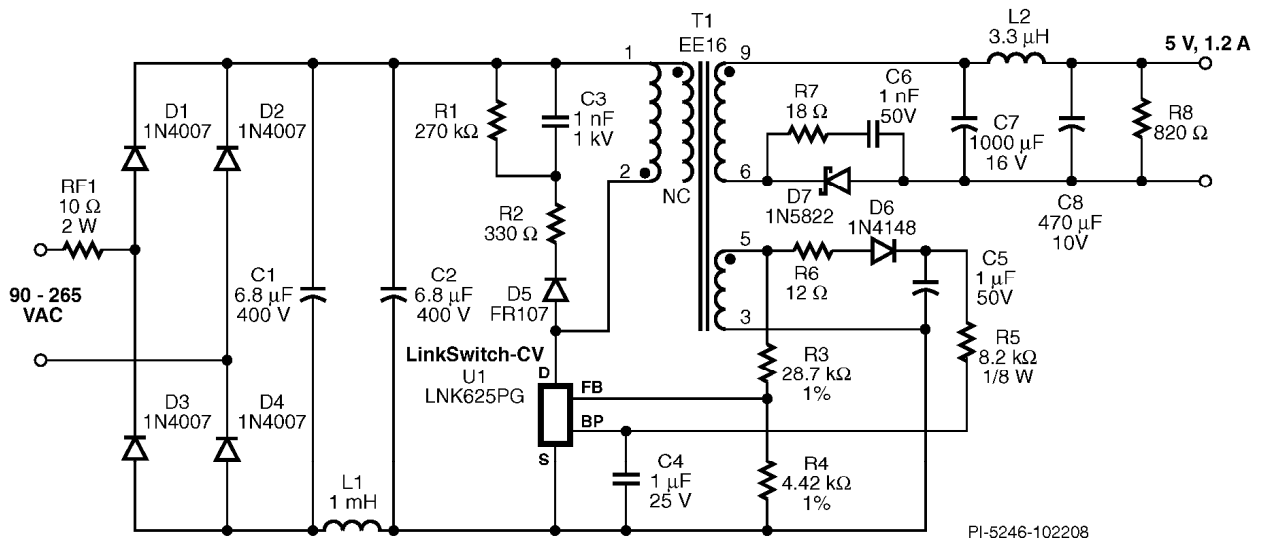 T1
EE16
L2
3.3 µH
5 V, 1.2 A
1
9
D1
1N4007
D2
1N4007
R1
270 kΩ
C3
1 nF
1 kV
R7
18 Ω
C6
1 nF
50V
C7
1000 µF
16 V
R8
820 Ω
RF1
10 Ω
2 W
2
NC
6
D7
1N5822
D6
1N4148
C8
470 µF
10V
R2
330 Ω
5
R6
12 Ω
C5
1 µF
50V
90 - 265
VAC
C1
6.8 µF
400 V
C2
6.8 µF
400 V
D5
FR107
3
LinkSwitch-CV
U1
LNK625PG
D
FB
BP
S
R3
28.7 kΩ
1%
R5
8.2 kΩ
1/8 W
D3
1N4007
D4
1N4007
L1
1 mH
C4
1 µF
25 V
R4
4.42 kΩ
1%
PI-5246-102208